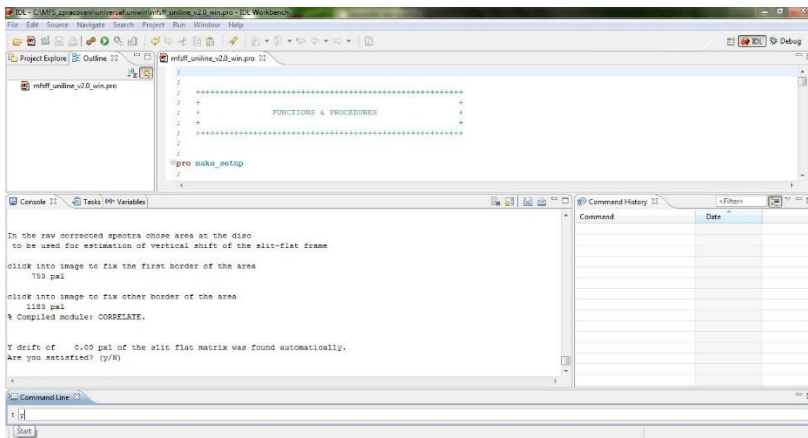 IDL - C:\MFS_zpracovani\universal\uniwin\mfsff_uniline_v2.0_win.pro - IDL Workbench
File Edit Source Navigate Search Project Run Window Help
IDL Debug
Project Explore Outline
mfsff_uniline_v2.0_win.pro
mfsff_uniline_v2.0_win.pro
;
;
; ++++++++++++++++++++++++++++++++++++++++++++++++++++++++
; + +
; + FUNCTIONS & PROCEDURES +
; + +
; ++++++++++++++++++++++++++++++++++++++++++++++++++++++++
;
;
pro make_setup
;
Console Tasks Variables
In the raw corrected spectra chose area at the disc
to be used for estimation of vertical shift of the slit-flat frame
click into image to fix the first border of the area
753 pxl
click into image to fix other border of the area
1183 pxl
% Compiled module: CORRELATE.
Y drift of 0.00 pxl of the slit flat matrix was found automatically.
Are you satisfied? (y/N)
Command History <Filter>
Command Date
Command Line
: y
Start